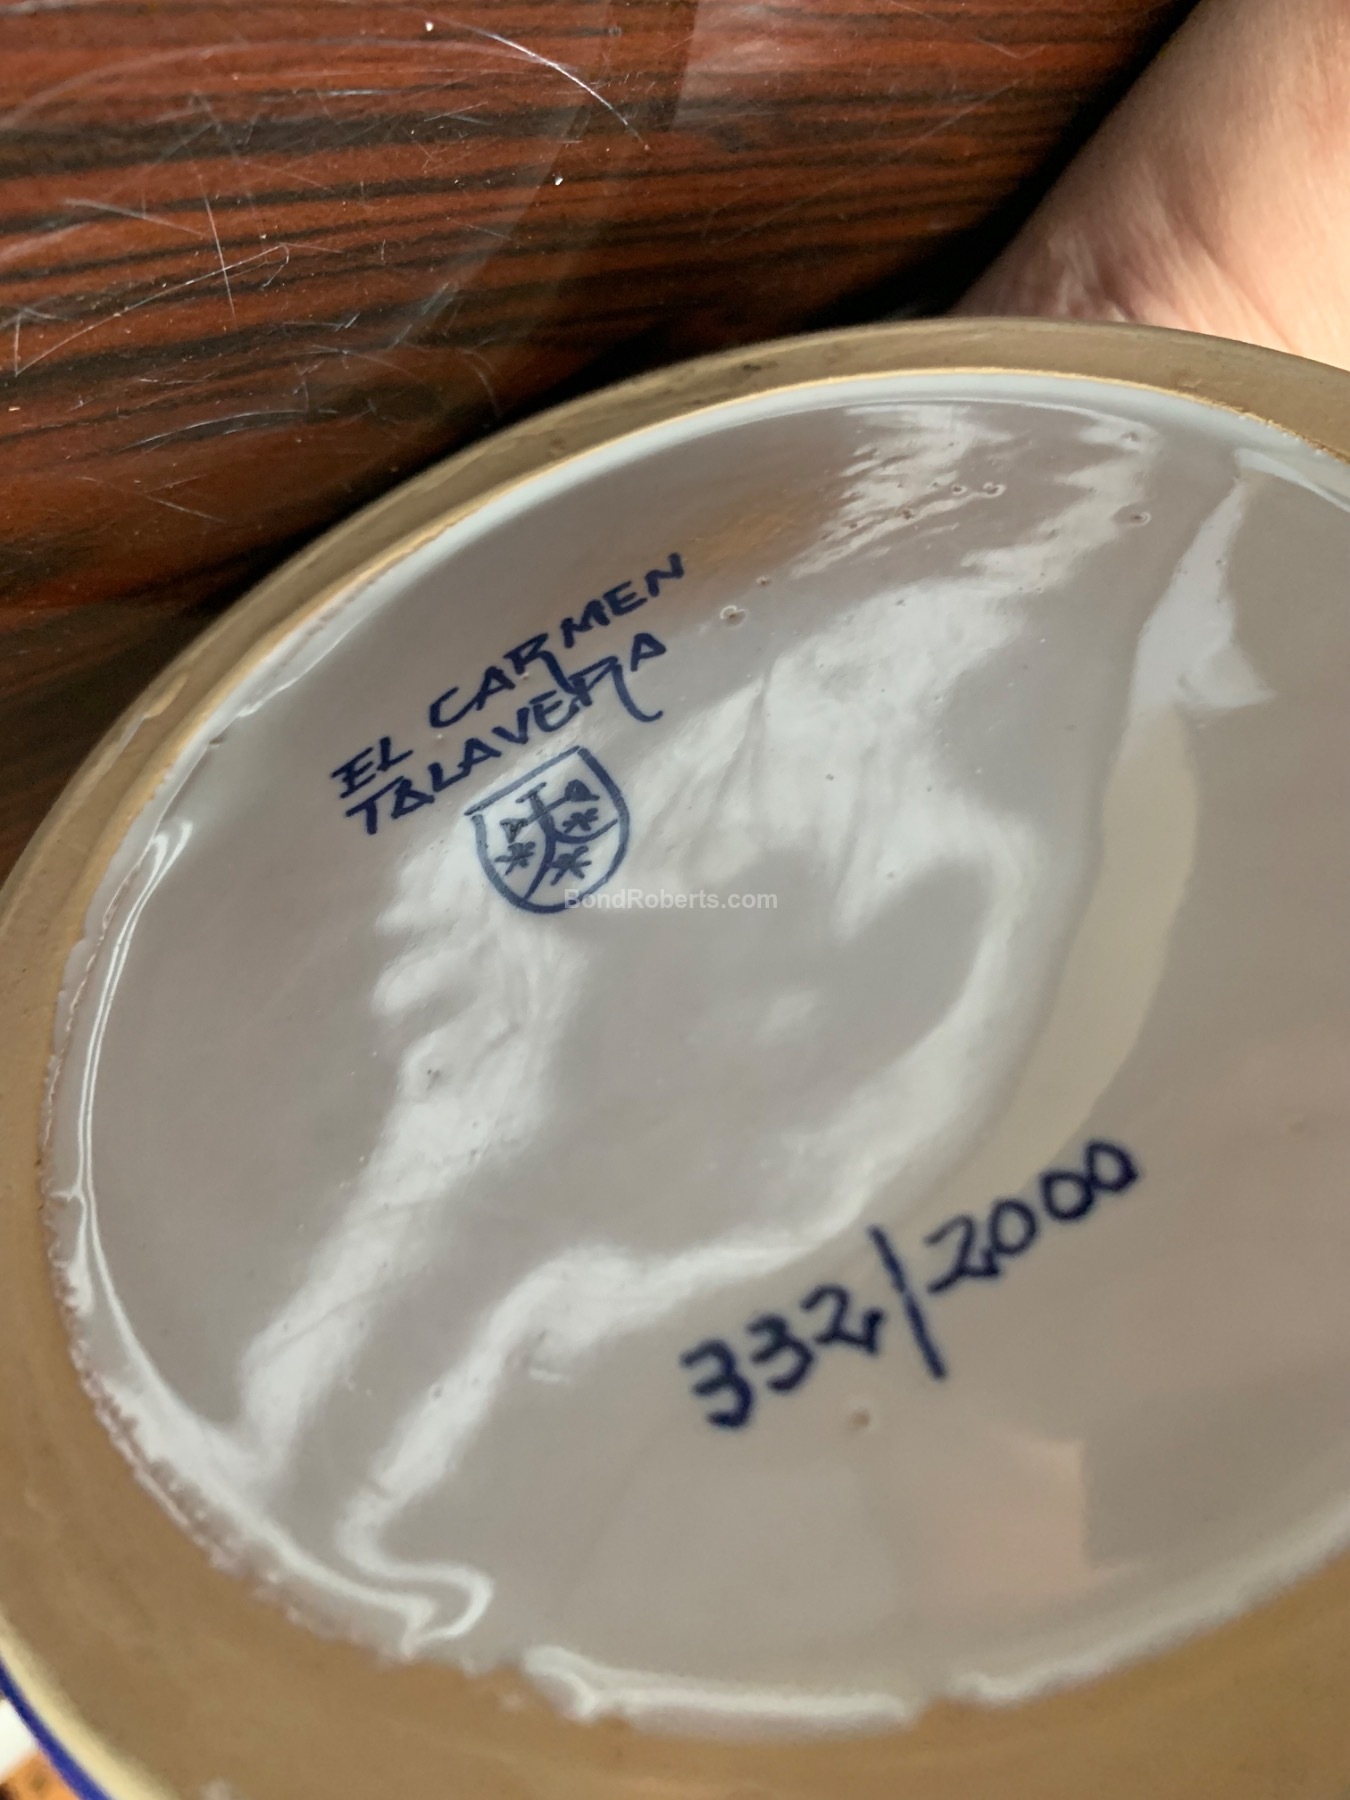 EL CARMEN
TALAVERA
BondRoberts.com
332/2000